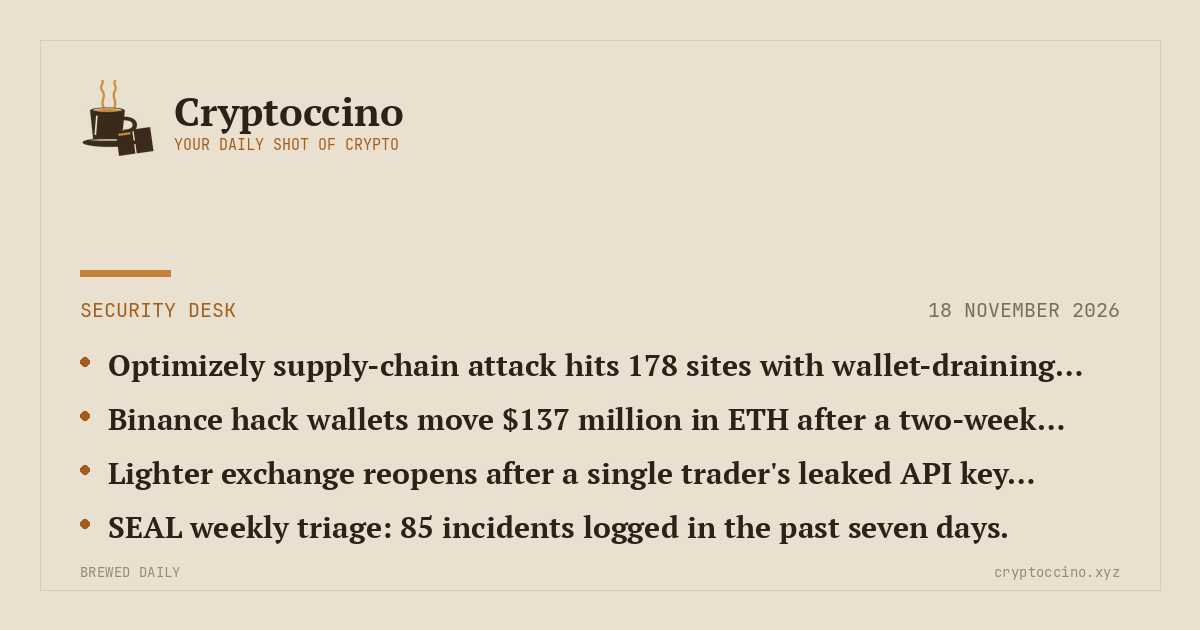 Cryptoccino
YOUR DAILY SHOT OF CRYPTO
SECURITY DESK
18 NOVEMBER 2026
Optimizely supply-chain attack hits 178 sites with wallet-draining...
Binance hack wallets move $137 million in ETH after a two-week...
Lighter exchange reopens after a single trader's leaked API key...
SEAL weekly triage: 85 incidents logged in the past seven days.
BREWED DAILY
cryptoccino.xyz